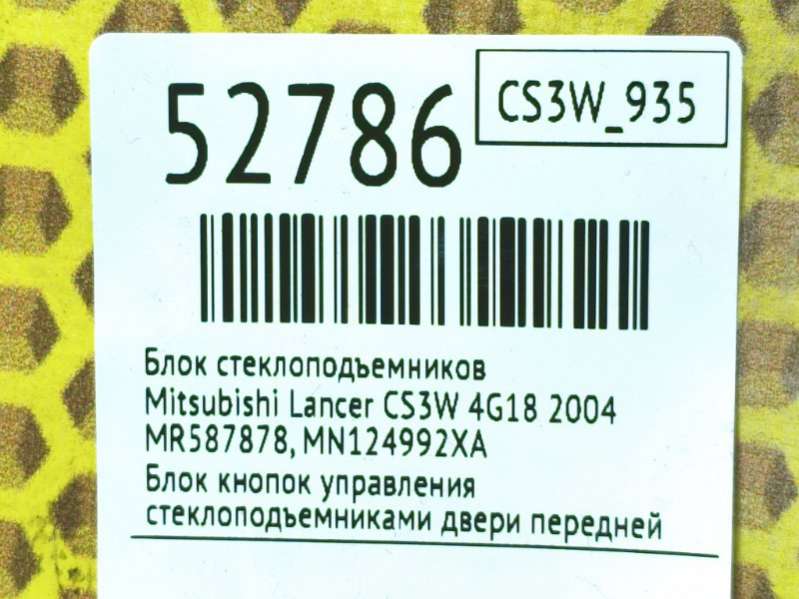 52786
CS3W_935
Блок стеклоподъемников
Mitsubishi Lancer CS3W 4G18 2004
MR587878, MN124992XA
Блок кнопок управления
стеклоподъемниками двери передней